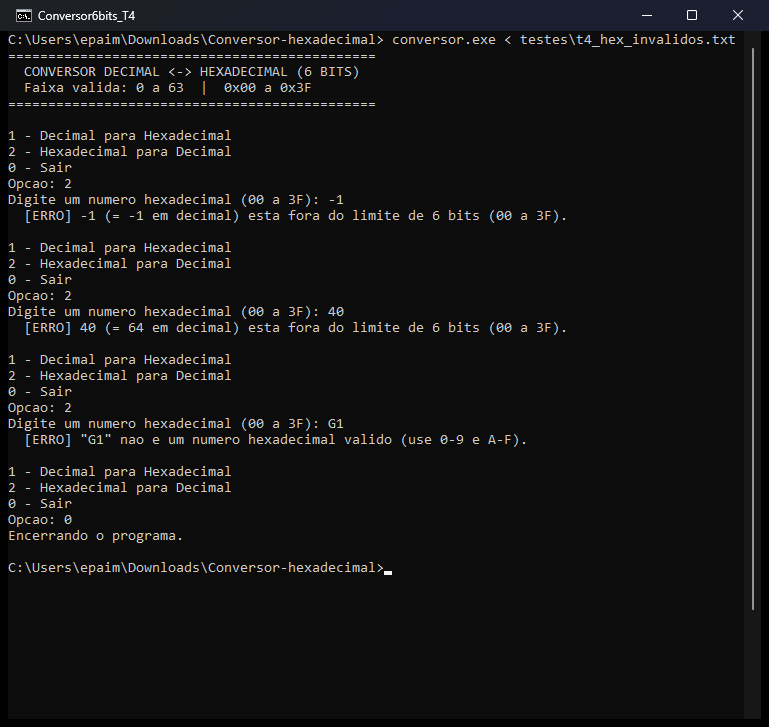 Conversor6bits_T4
C:\Users\epaim\Downloads\Conversor-hexadecimal> conversor.exe < testes\t4_hex_invalidos.txt
==============================================
  CONVERSOR DECIMAL <-> HEXADECIMAL (6 BITS)
  Faixa valida: 0 a 63  |  0x00 a 0x3F
==============================================

1 - Decimal para Hexadecimal
2 - Hexadecimal para Decimal
0 - Sair
Opcao: 2
Digite um numero hexadecimal (00 a 3F): -1
  [ERRO] -1 (= -1 em decimal) esta fora do limite de 6 bits (00 a 3F).

1 - Decimal para Hexadecimal
2 - Hexadecimal para Decimal
0 - Sair
Opcao: 2
Digite um numero hexadecimal (00 a 3F): 40
  [ERRO] 40 (= 64 em decimal) esta fora do limite de 6 bits (00 a 3F).

1 - Decimal para Hexadecimal
2 - Hexadecimal para Decimal
0 - Sair
Opcao: 2
Digite um numero hexadecimal (00 a 3F): G1
  [ERRO] "G1" nao e um numero hexadecimal valido (use 0-9 e A-F).

1 - Decimal para Hexadecimal
2 - Hexadecimal para Decimal
0 - Sair
Opcao: 0
Encerrando o programa.

C:\Users\epaim\Downloads\Conversor-hexadecimal>